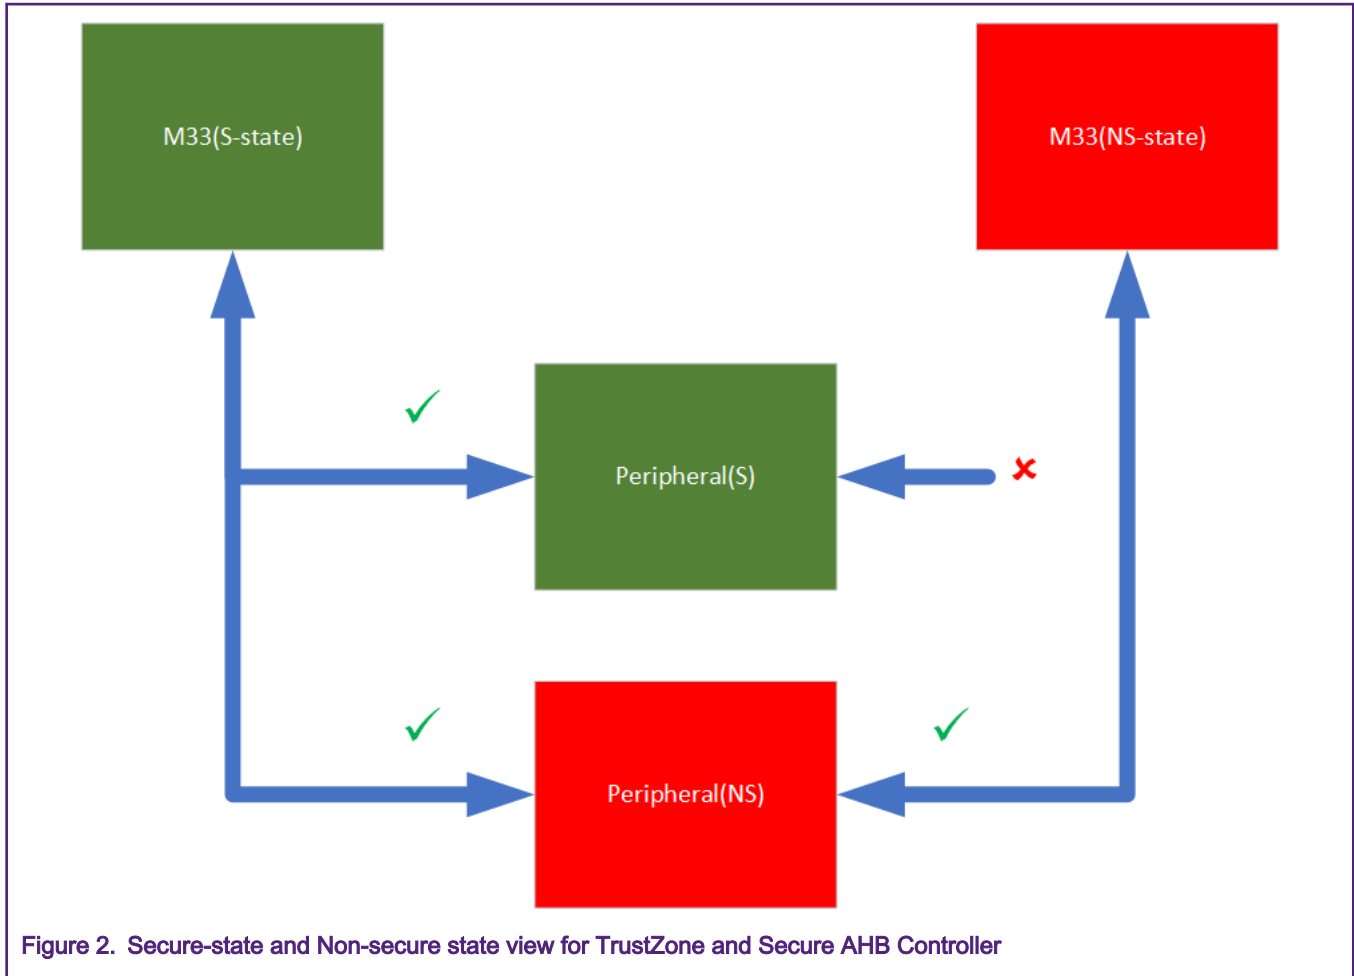 M33(S-state)
M33(NS-state)
Peripheral(S)
Peripheral(NS)
Figure 2. Secure-state and Non-secure state view for TrustZone and Secure AHB Controller